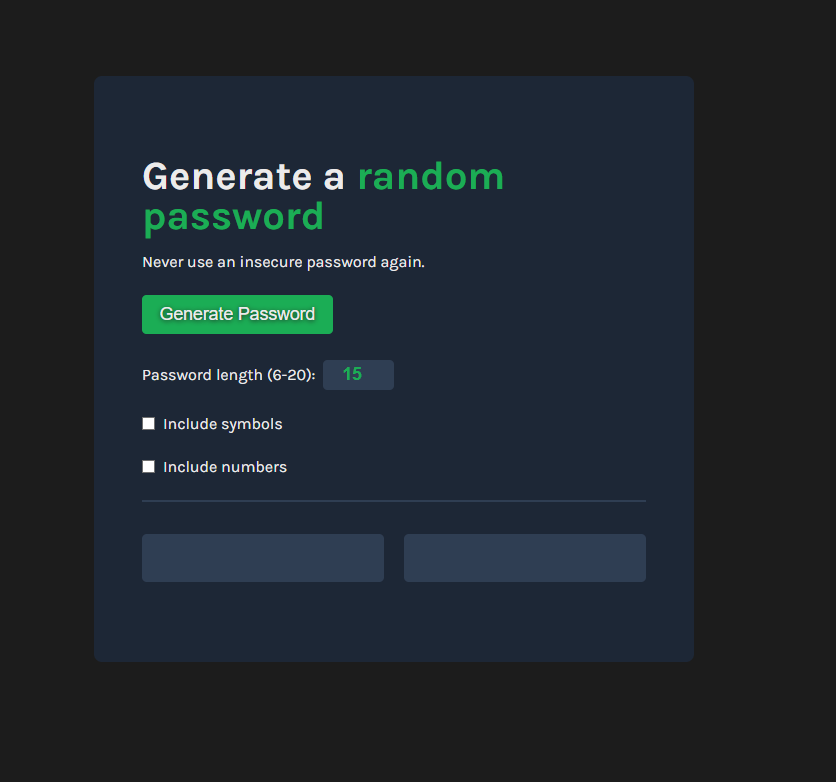 Generate a random
password
Never use an insecure password again.
Generate Password
Password length (6-20): 15
Include symbols
Include numbers